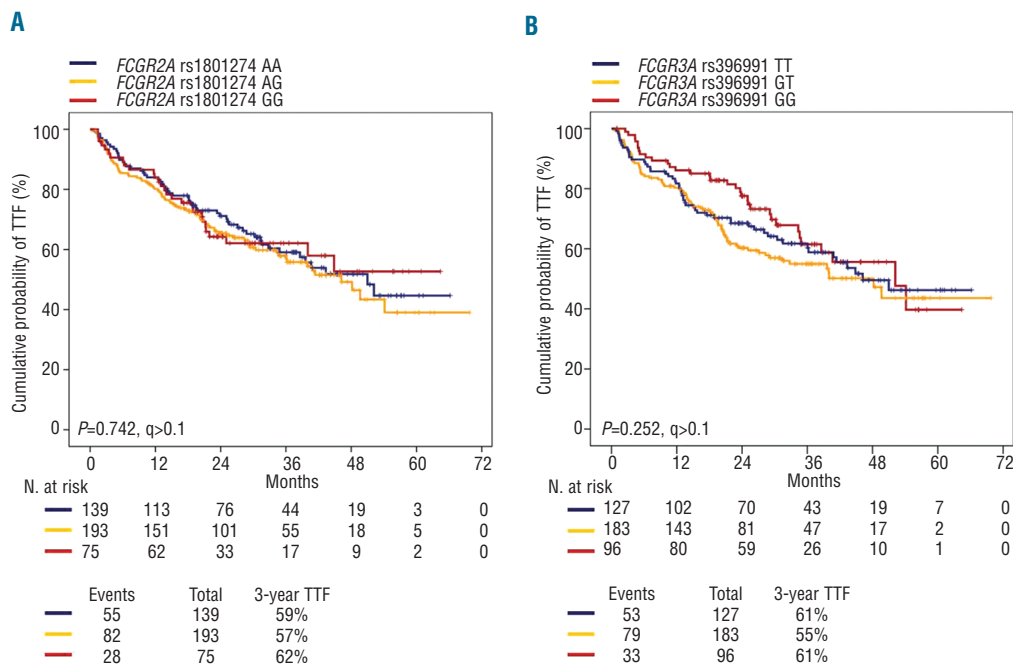 A
FCGR2A rs1801274 AA
FCGR2A rs1801274 AG
FCGR2A rs1801274 GG
Cumulative probability of TTF (%)
100
80
60
40
20
0
P=0.742, q>0.1
0 12 24 36 48 60 72
Months
N. at risk
139 113 76 44 19 3 0
193 151 101 55 18 5 0
75 62 33 17 9 2 0
Events Total 3-year TTF
55 139 59%
82 193 57%
28 75 62%
B
FCGR3A rs396991 TT
FCGR3A rs396991 GT
FCGR3A rs396991 GG
Cumulative probability of TTF (%)
100
80
60
40
20
0
P=0.252, q>0.1
0 12 24 36 48 60 72
Months
N. at risk
127 102 70 43 19 7 0
183 143 81 47 17 2 0
96 80 59 26 10 1 0
Events Total 3-year TTF
53 127 61%
79 183 55%
33 96 61%